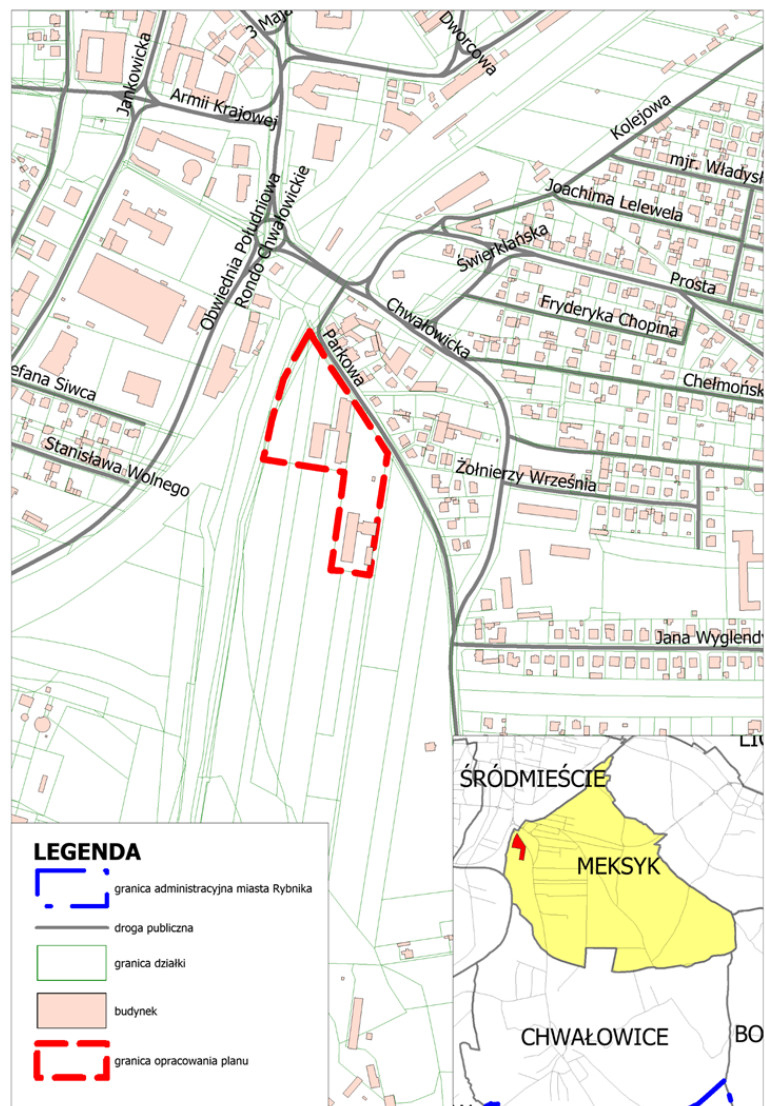 3 Maja
Dworcowa
Jankowicka
Armii Krajowej
Kolejowa
mjr. Władysł
Joachima Lelewela
Obwiednia Południowa
Rondo Chwałowickie
Świerklańska
Prosta
Fryderyka Chopina
Chwałowicka
Parkowa
Chełmońsk
efana Siwca
Stanisława Wolnego
Żołnierzy Września
Jana Wyglendy
ŚRÓDMIEŚCIE
MEKSYK
CHWAŁOWICE
BO
LEGENDA
granica administracyjna miasta Rybnika
droga publiczna
granica działki
budynek
granica opracowania planu